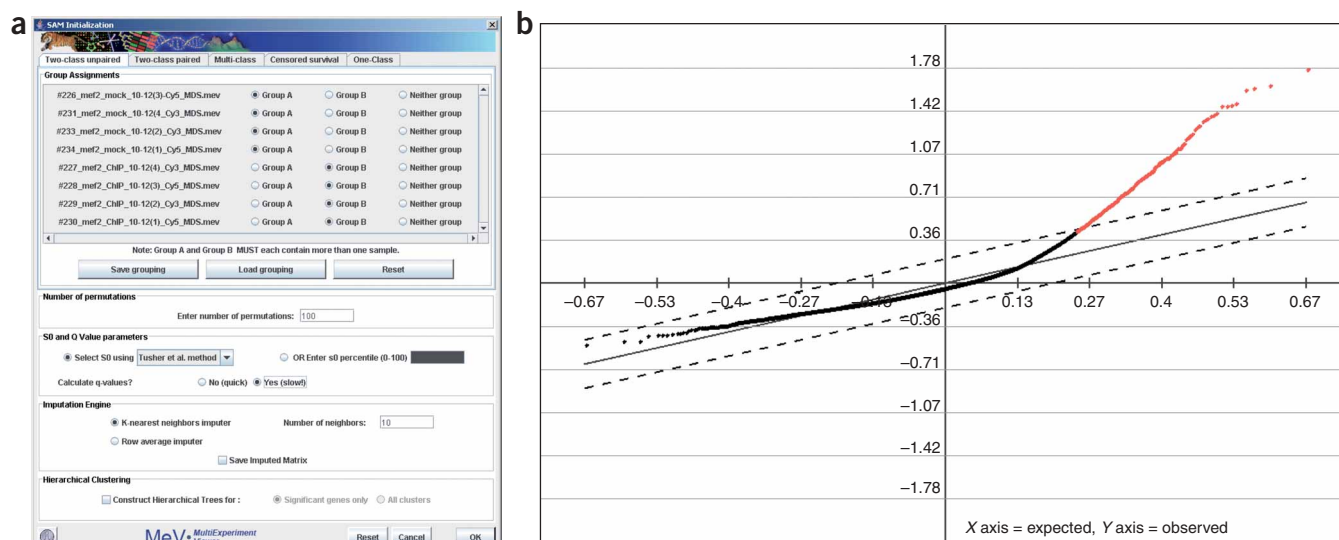 a
SAM Initialization
Two-class unpaired Two-class paired Multi-class Censored survival One-Class
Group Assignments
#226_mef2_mock_10-12(3)-Cy5_MDS.mev Group A Group B Neither group
#231_mef2_mock_10-12(4_Cy3_MDS.mev Group A Group B Neither group
#233_mef2_mock_10-12(2)_Cy3_MDS.mev Group A Group B Neither group
#234_mef2_mock_10-12(1)_Cy5_MDS.mev Group A Group B Neither group
#227_mef2_ChIP_10-12(4)_Cy3_MDS.mev Group A Group B Neither group
#228_mef2_ChIP_10-12(3)_Cy5_MDS.mev Group A Group B Neither group
#229_mef2_ChIP_10-12(2)_Cy3_MDS.mev Group A Group B Neither group
#230_mef2_ChIP_10-12(1)_Cy5_MDS.mev Group A Group B Neither group
Note: Group A and Group B MUST each contain more than one sample.
Save grouping Load grouping Reset
Number of permutations
Enter number of permutations: 100
S0 and Q Value parameters
Select S0 using Tusher et al. method OR Enter s0 percentile (0-100)
Calculate q-values? No (quick) Yes (slow!)
Imputation Engine
K-nearest neighbors imputer Number of neighbors: 10
Row average imputer
Save Imputed Matrix
Hierarchical Clustering
Construct Hierarchical Trees for : Significant genes only All clusters
MeV: MultiExperiment
Reset Cancel OK
b
1.78
1.42
1.07
0.71
0.36
−0.67 −0.53 −0.4 −0.27 0.13 0.27 0.4 0.53 0.67
−0.36
−0.71
−1.07
−1.42
−1.78
X axis = expected, Y axis = observed